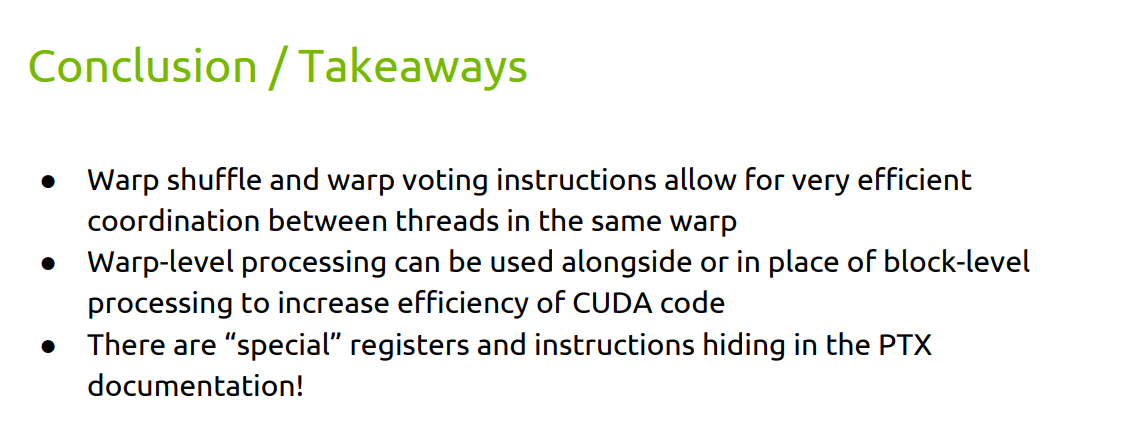 Conclusion / Takeaways
● Warp shuffle and warp voting instructions allow for very efficient
coordination between threads in the same warp
● Warp-level processing can be used alongside or in place of block-level
processing to increase efficiency of CUDA code
● There are “special” registers and instructions hiding in the PTX
documentation!